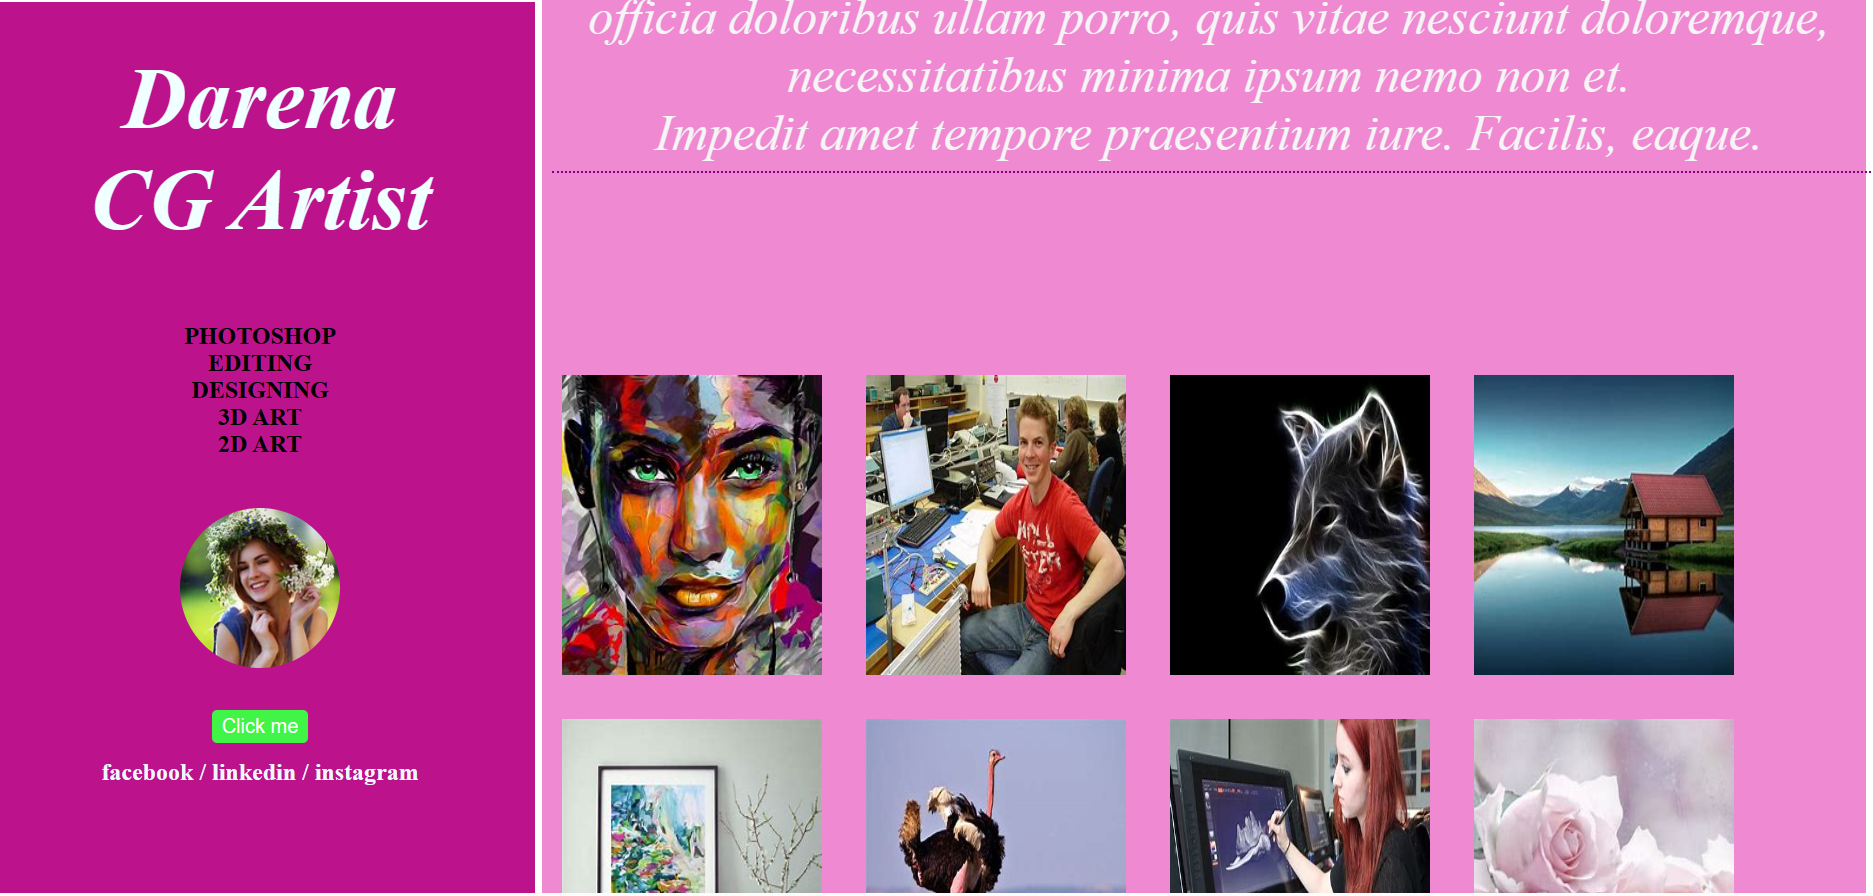 Darena
CG Artist
PHOTOSHOP
EDITING
DESIGNING
3D ART
2D ART
Click me
facebook / linkedin / instagram
officia doloribus ullam porro, quis vitae nesciunt doloremque,
necessitatibus minima ipsum nemo non et.
Impedit amet tempore praesentium iure. Facilis, eaque.